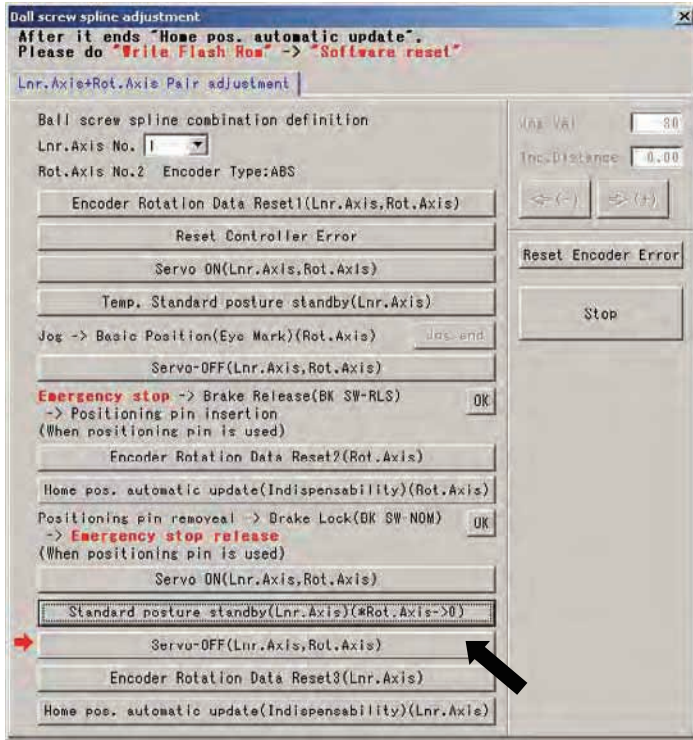 Ball screw spline adjustment
After it ends "Home pos. automatic update".
Please do "Write Flash Rom" -> "Software reset"
Lnr.Axis+Rot.Axis Pair adjustment
Ball screw spline combination definition
Lnr.Axis No. 1
Rot.Axis No.2 Encoder Type:ABS
Encoder Rotation Data Reset1(Lnr.Axis,Rot.Axis)
Reset Controller Error
Servo ON(Lnr.Axis,Rot.Axis)
Temp. Standard posture standby(Lnr.Axis)
Jog -> Basic Position(Eye Mark)(Rot.Axis) Jog end
Servo-OFF(Lnr.Axis,Rot.Axis)
Emergency stop -> Brake Release(BK SW-RLS)
-> Positioning pin insertion
(When positioning pin is used)
OK
Encoder Rotation Data Reset2(Rot.Axis)
Home pos. automatic update(Indispensability)(Rot.Axis)
Positioning pin removeal -> Brake Lock(BK SW-NOM)
-> Emergency stop release
(When positioning pin is used)
OK
Servo ON(Lnr.Axis,Rot.Axis)
Standard posture standby(Lnr.Axis)(*Rot.Axis->0)
Servo-OFF(Lnr.Axis,Rot.Axis)
Encoder Rotation Data Reset3(Lnr.Axis)
Home pos. automatic update(Indispensability)(Lnr.Axis)
Jog Vel 30
Inc.Distance 0.00
(-) (+)
Reset Encoder Error
Stop